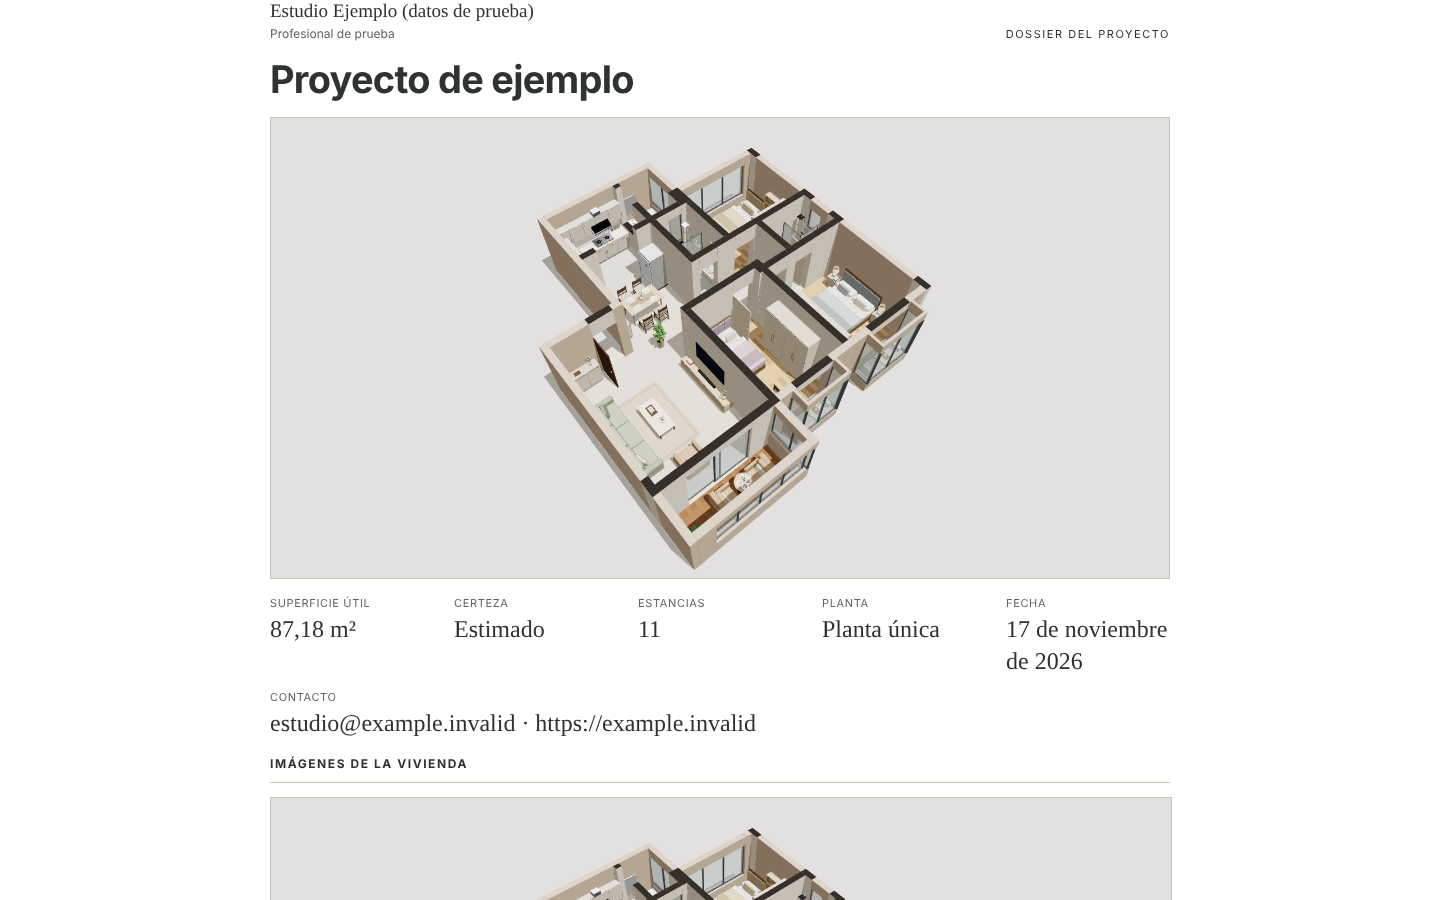 Estudio Ejemplo (datos de prueba)
Profesional de prueba
DOSSIER DEL PROYECTO
Proyecto de ejemplo
SUPERFICIE ÚTIL
87,18 m²
CERTEZA
Estimado
ESTANCIAS
11
PLANTA
Planta única
FECHA
17 de noviembre
de 2026
CONTACTO
estudio@example.invalid · https://example.invalid
IMÁGENES DE LA VIVIENDA